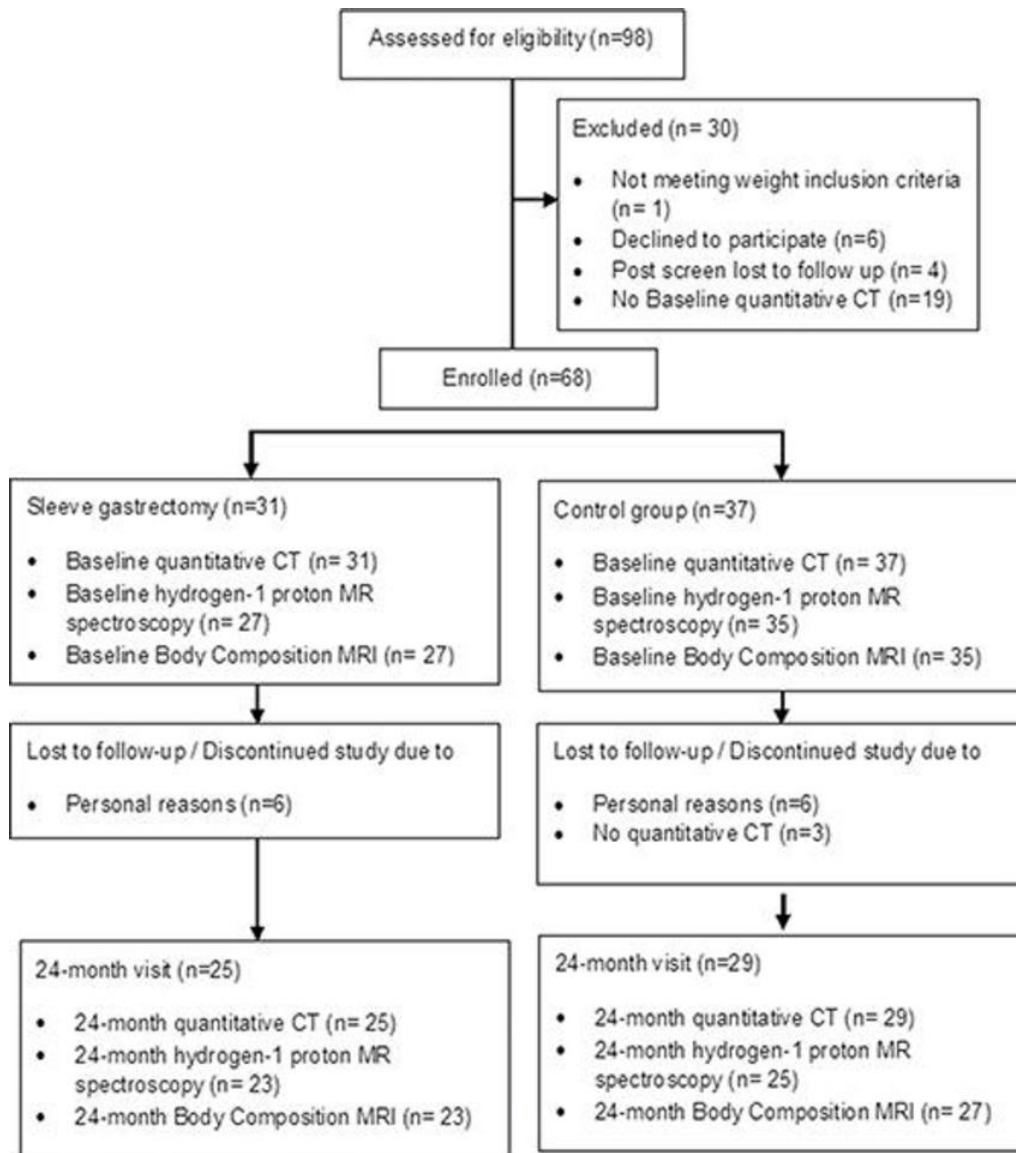 Assessed for eligibility (n=98)
Excluded (n= 30)
• Not meeting weight inclusion criteria
(n= 1)
• Declined to participate (n=6)
• Post screen lost to follow up (n= 4)
• No Baseline quantitative CT (n=19)
Enrolled (n=68)
Sleeve gastrectomy (n=31)
• Baseline quantitative CT (n= 31)
• Baseline hydrogen-1 proton MR
spectroscopy (n= 27)
• Baseline Body Composition MRI (n= 27)
Control group (n=37)
• Baseline quantitative CT (n= 37)
• Baseline hydrogen-1 proton MR
spectroscopy (n= 35)
• Baseline Body Composition MRI (n= 35)
Lost to follow-up / Discontinued study due to
• Personal reasons (n=6)
Lost to follow-up / Discontinued study due to
• Personal reasons (n=6)
• No quantitative CT (n=3)
24-month visit (n=25)
• 24-month quantitative CT (n= 25)
• 24-month hydrogen-1 proton MR
spectroscopy (n= 23)
• 24-month Body Composition MRI (n= 23)
24-month visit (n=29)
• 24-month quantitative CT (n= 29)
• 24-month hydrogen-1 proton MR
spectroscopy (n= 25)
• 24-month Body Composition MRI (n= 27)